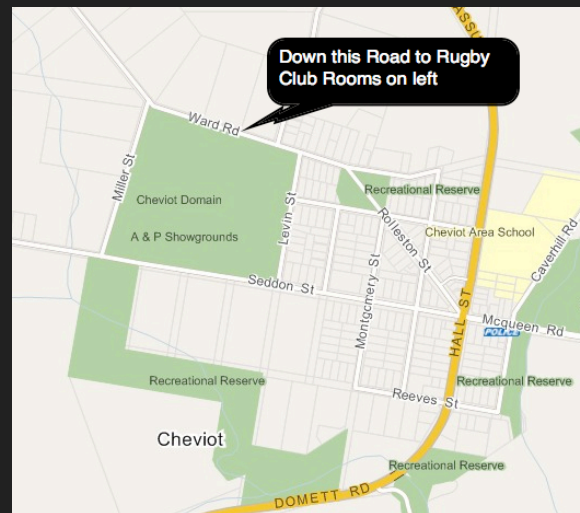 ASSU
Down this Road to Rugby
Club Rooms on left
Ward Rd
Miller St
Recreational Reserve
Cheviot Domain
Levin St
Rolleston St
Cheviot Area School
A & P Showgrounds
Caverhill Rd
Seddon St
Montgomery St
HALL ST
Mcqueen Rd
POLICE
Recreational Reserve
Recreational Reserve
Reeves St
Cheviot
Recreational Reserve
DOMETT RD